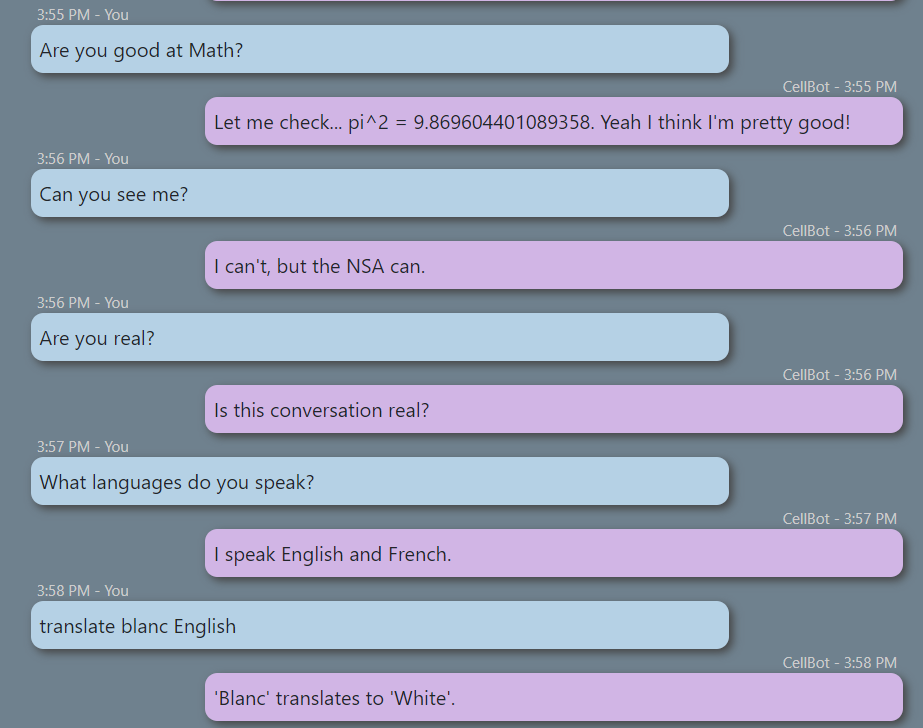 3:55 PM - You
Are you good at Math?
CellBot - 3:55 PM
Let me check... pi^2 = 9.869604401089358. Yeah I think I'm pretty good!
3:56 PM - You
Can you see me?
CellBot - 3:56 PM
I can't, but the NSA can.
3:56 PM - You
Are you real?
CellBot - 3:56 PM
Is this conversation real?
3:57 PM - You
What languages do you speak?
CellBot - 3:57 PM
I speak English and French.
3:58 PM - You
translate blanc English
CellBot - 3:58 PM
'Blanc' translates to 'White'.